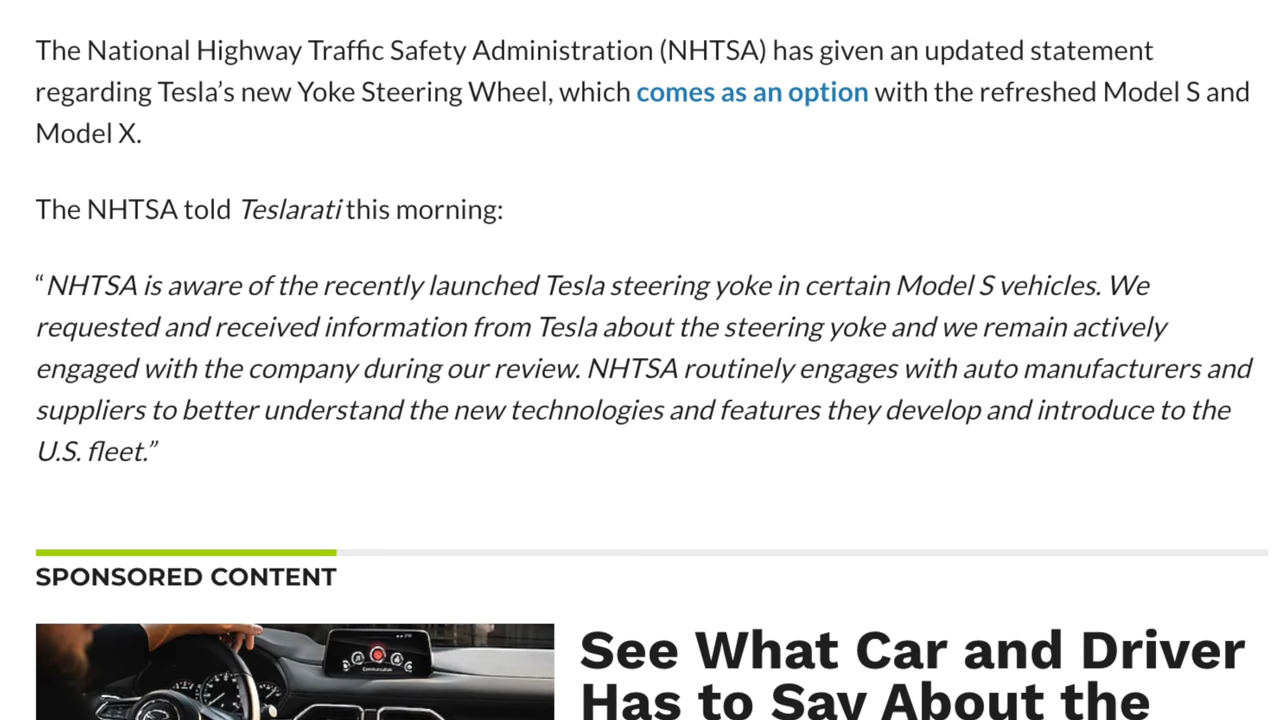 The National Highway Traffic Safety Administration (NHTSA) has given an updated statement
regarding Tesla’s new Yoke Steering Wheel, which comes as an option with the refreshed Model S and
Model X.
The NHTSA told Teslarati this morning:
“NHTSA is aware of the recently launched Tesla steering yoke in certain Model S vehicles. We
requested and received information from Tesla about the steering yoke and we remain actively
engaged with the company during our review. NHTSA routinely engages with auto manufacturers and
suppliers to better understand the new technologies and features they develop and introduce to the
U.S. fleet.”
SPONSORED CONTENT
See What Car and Driver
Has to Say About the